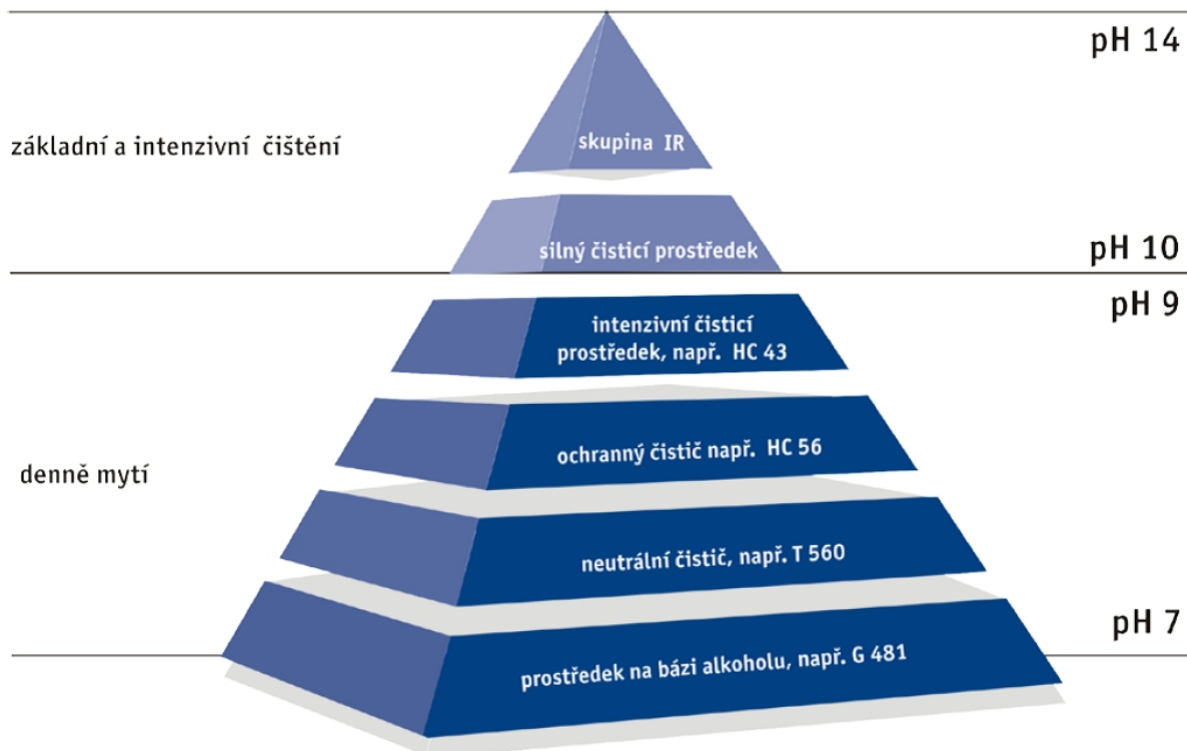 pH 14
základní a intenzivní čištění
skupina IR
silný čisticí prostředek
pH 10
pH 9
intenzivní čisticí
prostředek, např. HC 43
ochranný čistič např. HC 56
denně mytí
neutrální čistič, např. T 560
pH 7
prostředek na bázi alkoholu, např. G 481